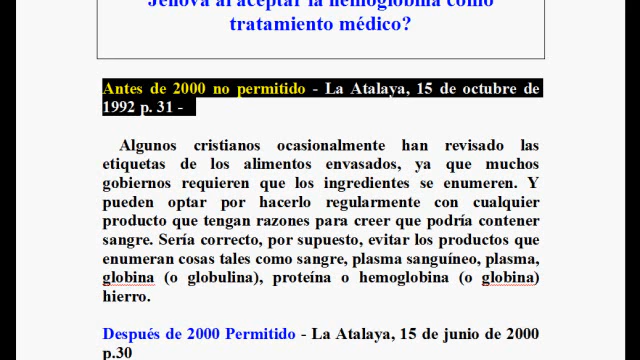 Jehová al aceptar la hemoglobina como
tratamiento médico?
Antes de 2000 no permitido - La Atalaya, 15 de octubre de
1992 p. 31 -
Algunos cristianos ocasionalmente han revisado las
etiquetas de los alimentos envasados, ya que muchos
gobiernos requieren que los ingredientes se enumeren. Y
pueden optar por hacerlo regularmente con cualquier
producto que tengan razones para creer que podría contener
sangre. Sería correcto, por supuesto, evitar los productos que
enumeran cosas tales como sangre, plasma sanguíneo, plasma,
globina (o globulina), proteína o hemoglobina (o globina)
hierro.
Después de 2000 Permitido - La Atalaya, 15 de junio de 2000
p.30